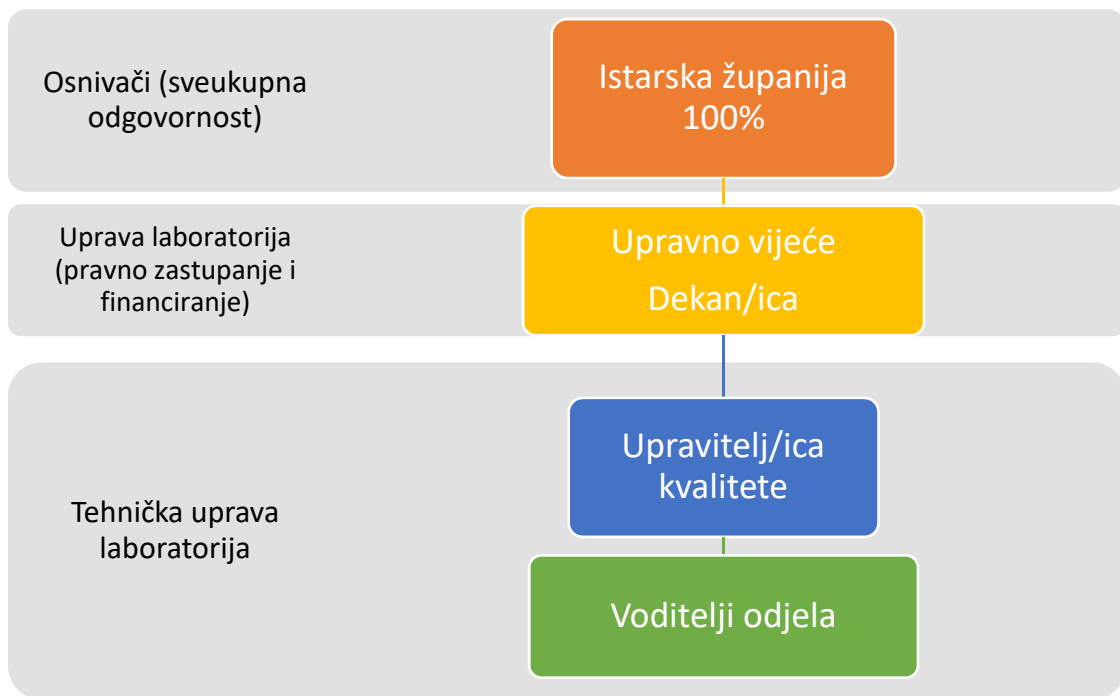 Osnivači (sveukupna
odgovornost)
Istarska županija
100%
Uprava laboratorija
(pravno zastupanje i
financiranje)
Upravno vijeće
Dekan/ica
Tehnička uprava
laboratorija
Upravitelj/ica
kvalitete
Voditelji odjela